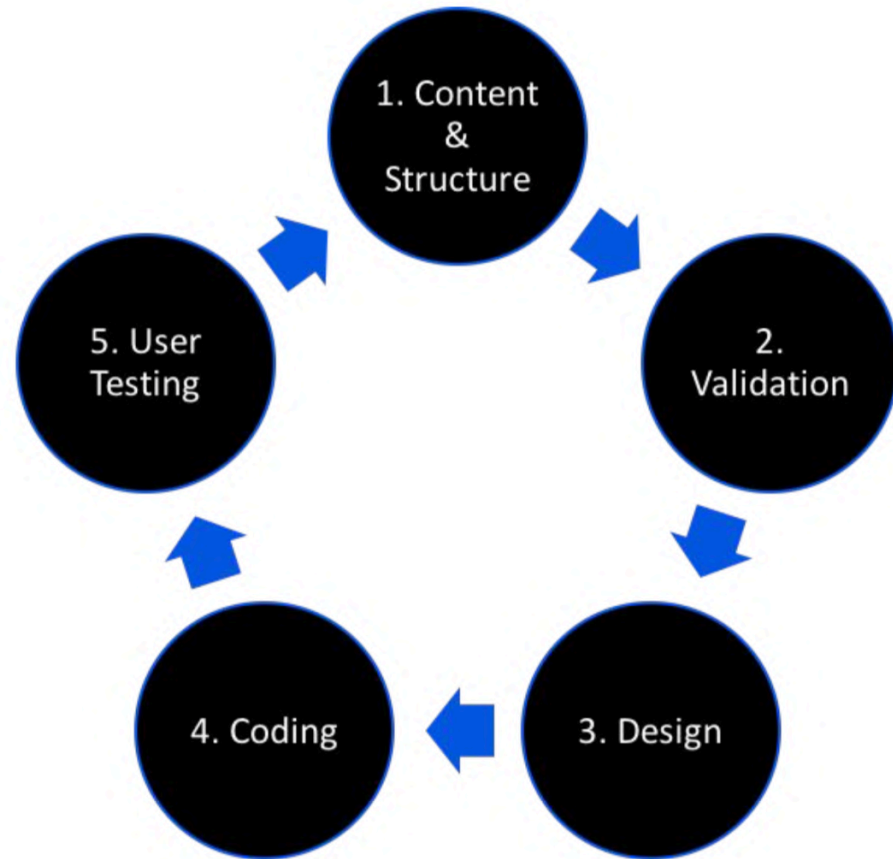 1. Content
&
Structure
2.
Validation
3. Design
4. Coding
5. User
Testing